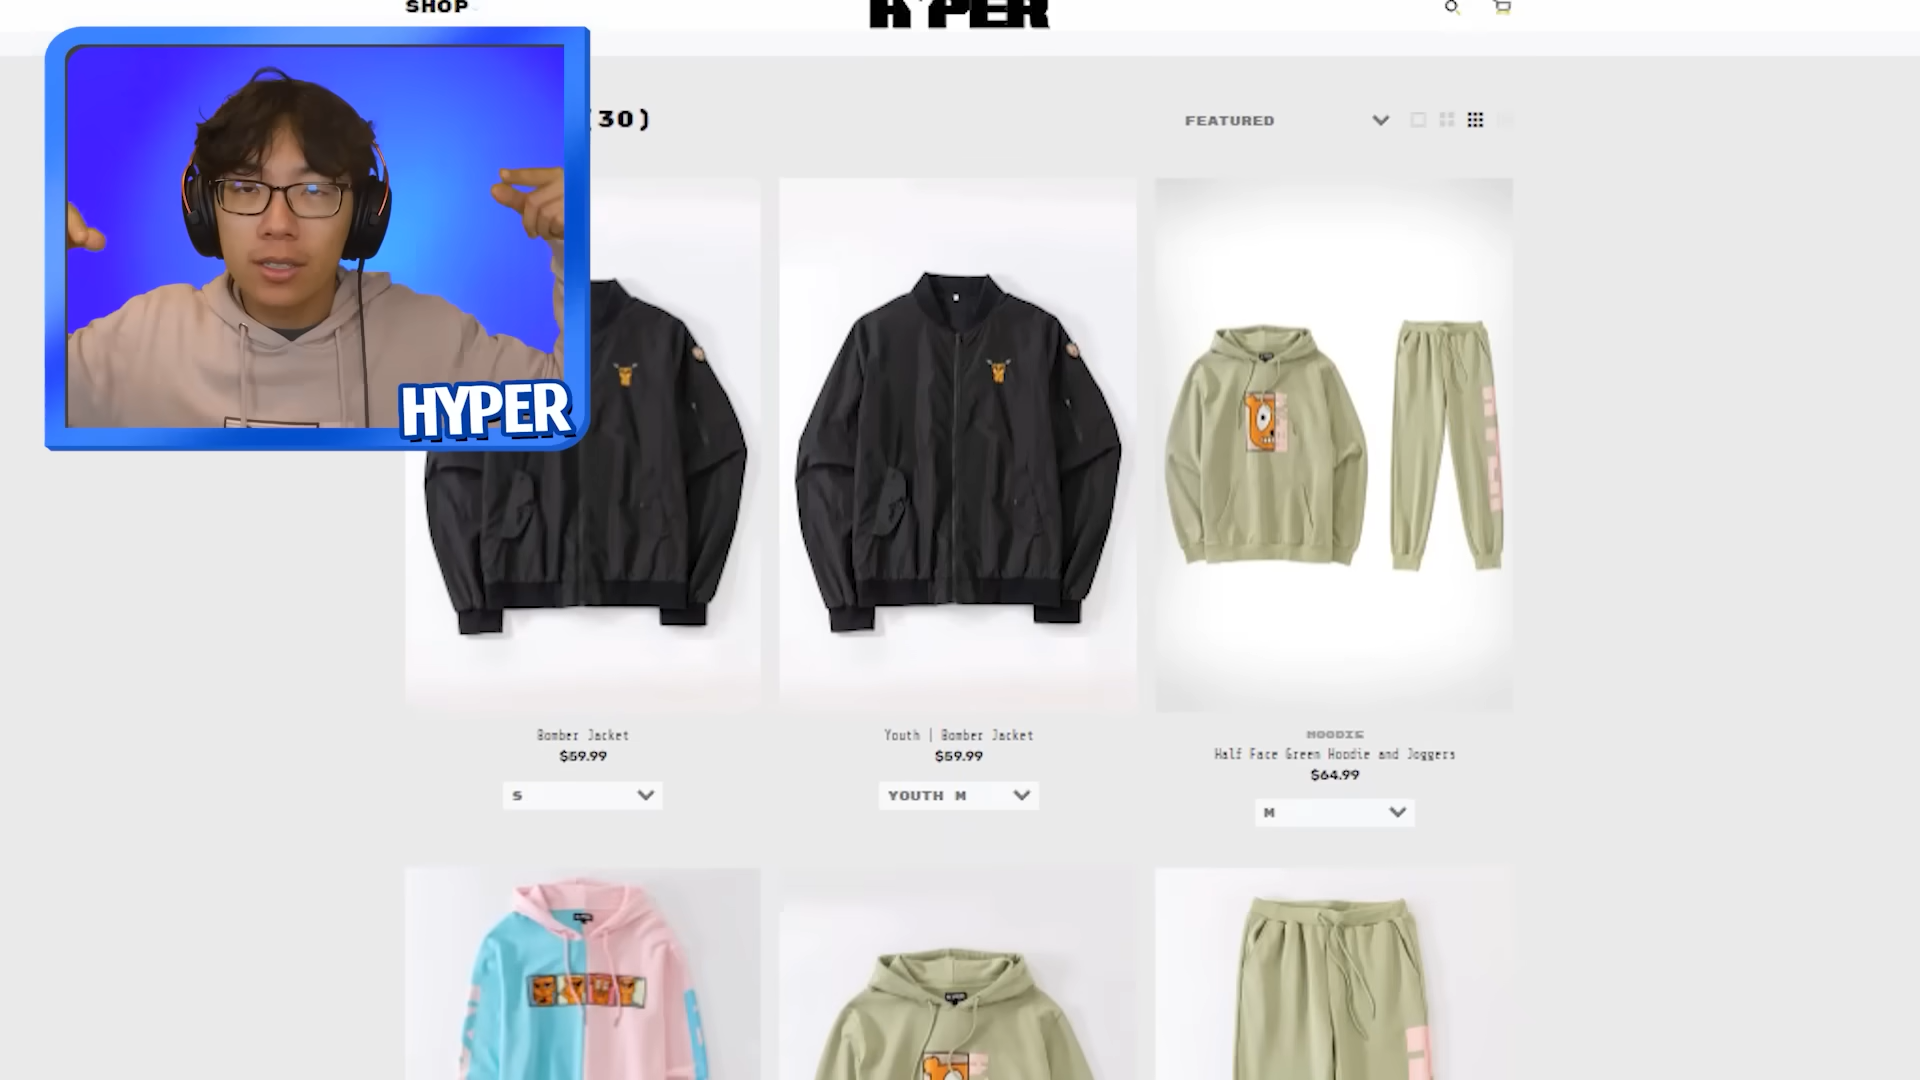 SHOP
HYPER
(30)
FEATURED
HYPER
Bomber Jacket
$59.99
S
Youth | Bomber Jacket
$59.99
YOUTH M
HOODIE
Half Face Green Hoodie and Joggers
$64.99
M